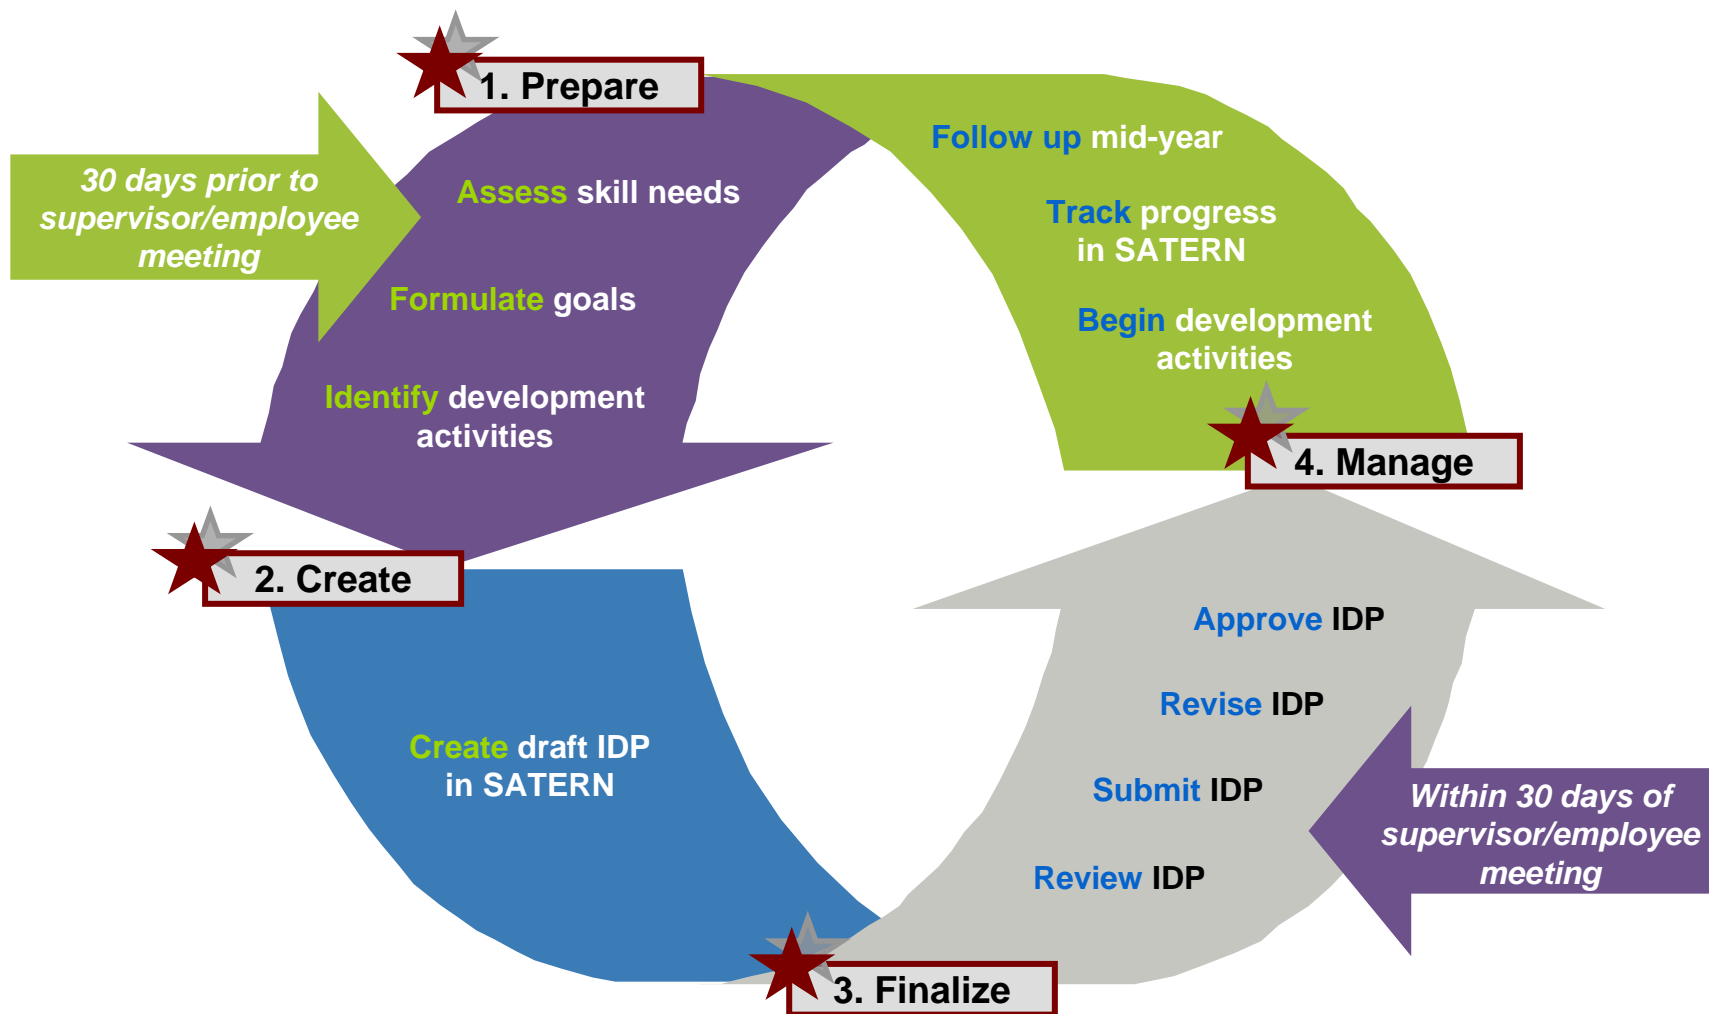 1. Prepare
30 days prior to
supervisor/employee
meeting
Assess skill needs
Formulate goals
Identify development
activities
2. Create
Create draft IDP
in SATERN
3. Finalize
Approve IDP
Revise IDP
Submit IDP
Review IDP
Within 30 days of
supervisor/employee
meeting
4. Manage
Follow up mid-year
Track progress
in SATERN
Begin development
activities